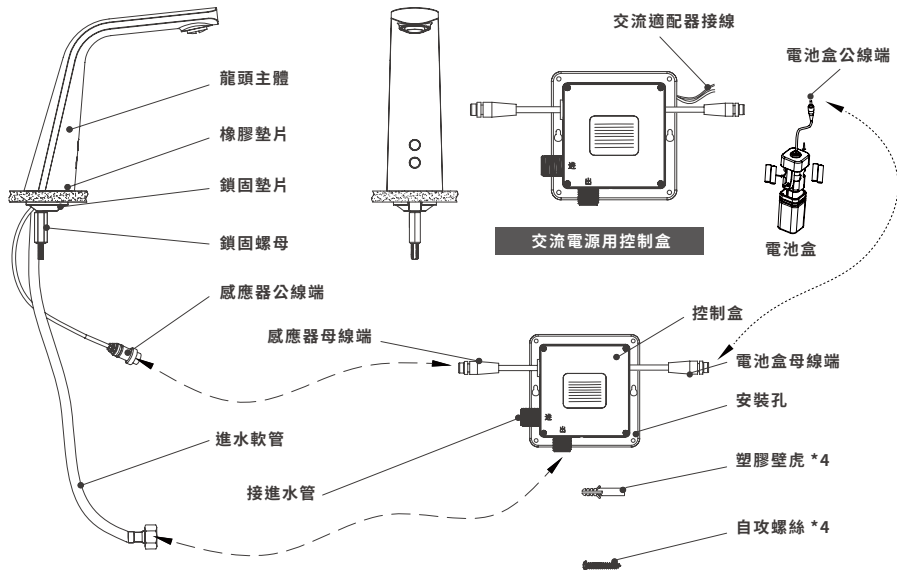 交流適配器接線
電池盒公線端
龍頭主體
橡膠墊片
鎖固墊片
鎖固螺母
進
出
交流電源用控制盒
電池盒
感應器公線端
感應器母線端
控制盒
電池盒母線端
安裝孔
進
出
進水軟管
接進水管
塑膠壁虎 *4
自攻螺絲 *4